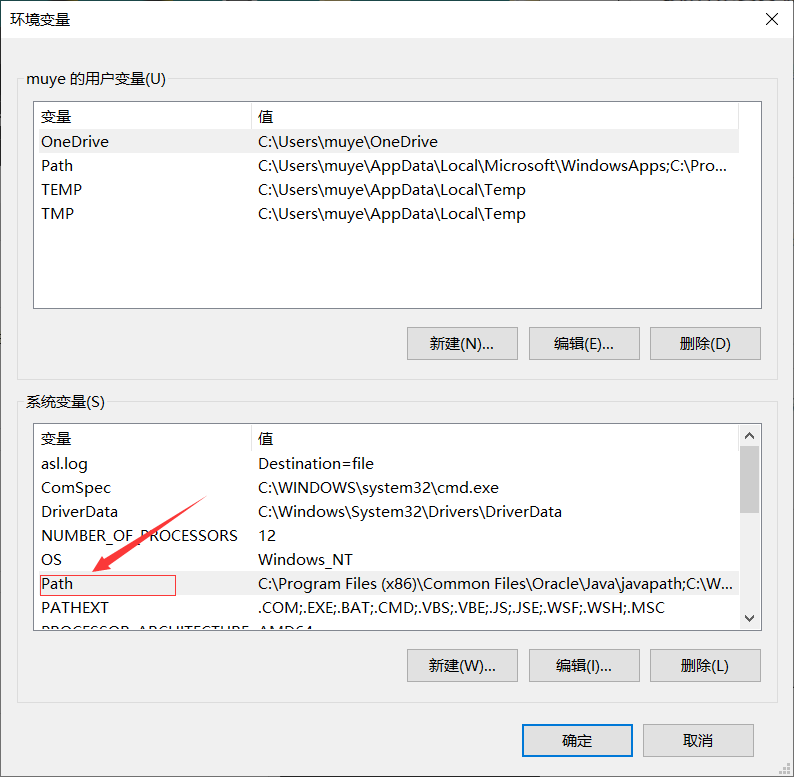 环境变量
muye 的用户变量(U)
变量 值
OneDrive C:\Users\muye\OneDrive
Path C:\Users\muye\AppData\Local\Microsoft\WindowsApps;C:\Pro...
TEMP C:\Users\muye\AppData\Local\Temp
TMP C:\Users\muye\AppData\Local\Temp
新建(N)... 编辑(E)... 删除(D)
系统变量(S)
变量 值
asl.log Destination=file
ComSpec C:\WINDOWS\system32\cmd.exe
DriverData C:\Windows\System32\Drivers\DriverData
NUMBER_OF_PROCESSORS 12
OS Windows_NT
Path C:\Program Files (x86)\Common Files\Oracle\Java\javapath;C:\W...
PATHEXT .COM;.EXE;.BAT;.CMD;.VBS;.VBE;.JS;.JSE;.WSF;.WSH;.MSC
PROCESSOR_ARCHITECTURE AMD64
新建(W)... 编辑(I)... 删除(L)
确定 取消